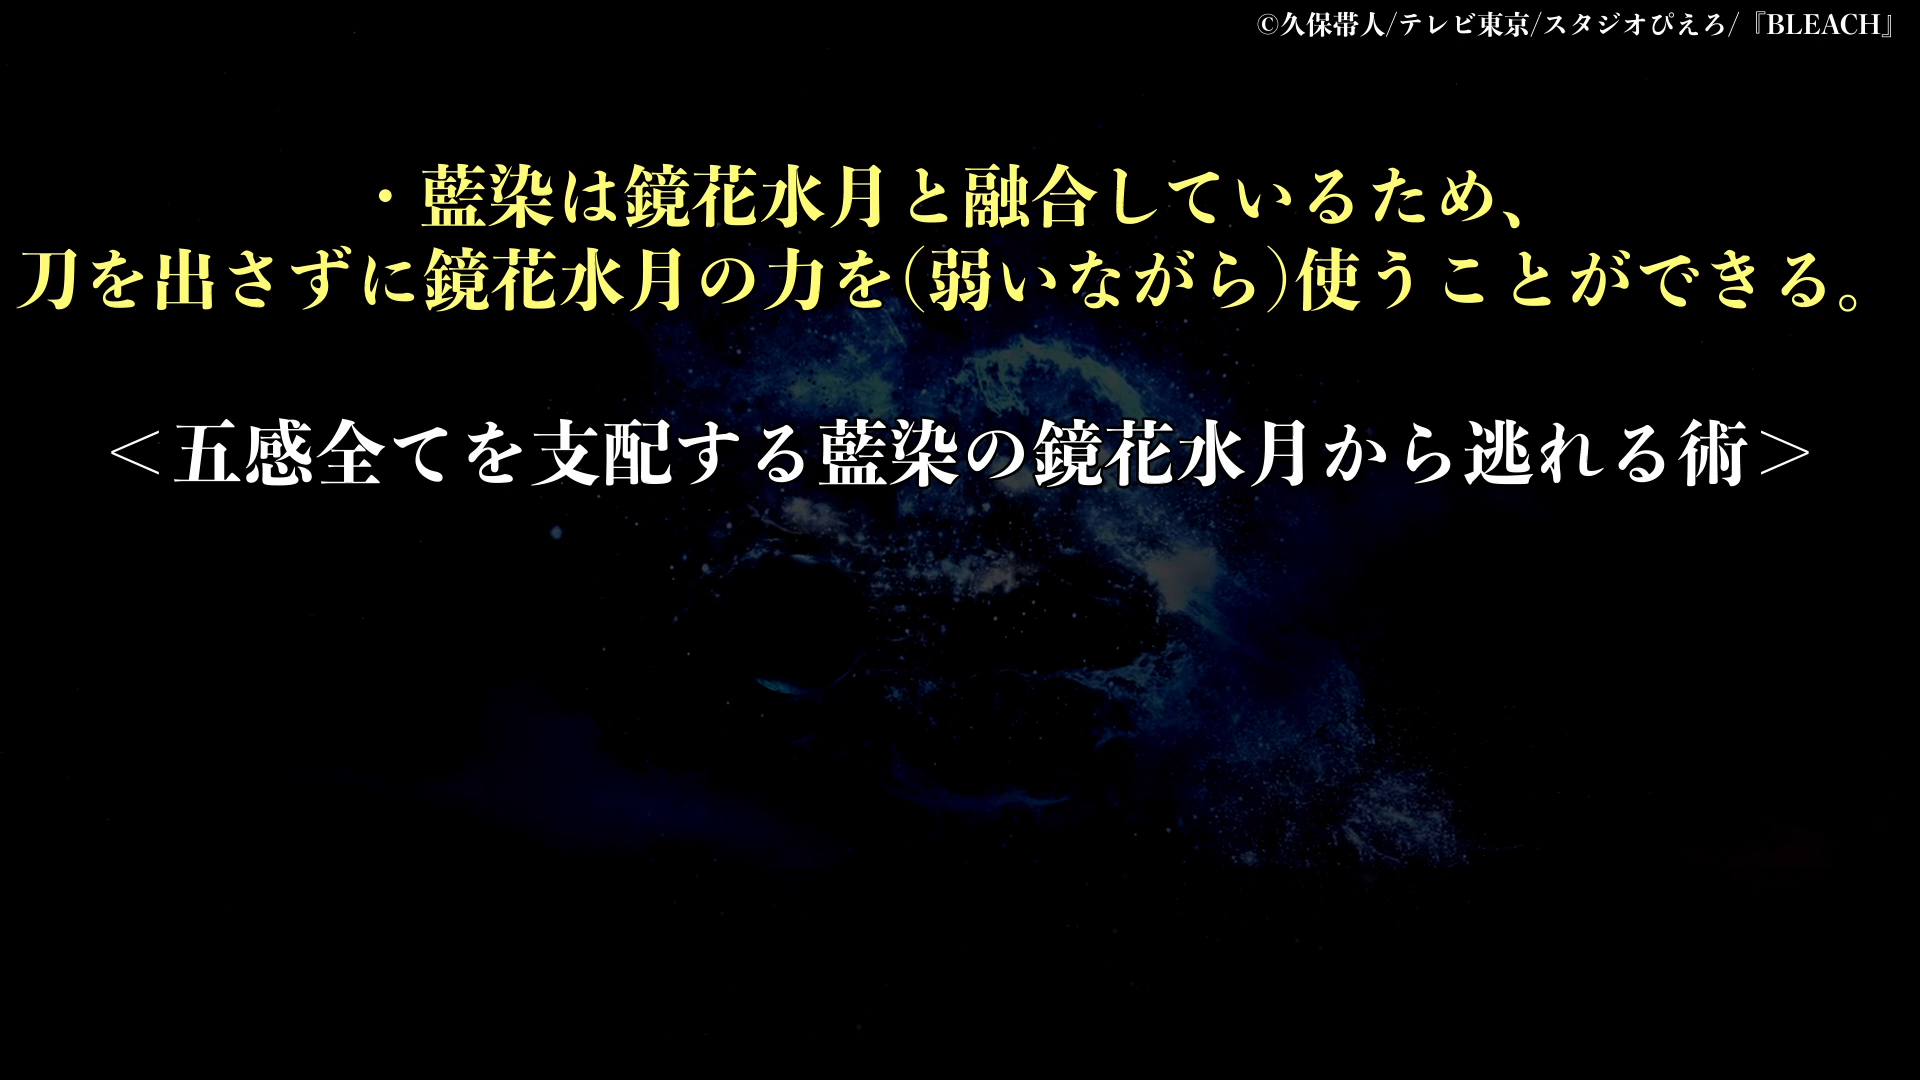 ©久保帯人/テレビ東京/スタジオぴえろ/『BLEACH』
・藍染は鏡花水月と融合しているため、
刀を出さずに鏡花水月の力を(弱いながら)使うことができる。
＜五感全てを支配する藍染の鏡花水月から逃れる術＞